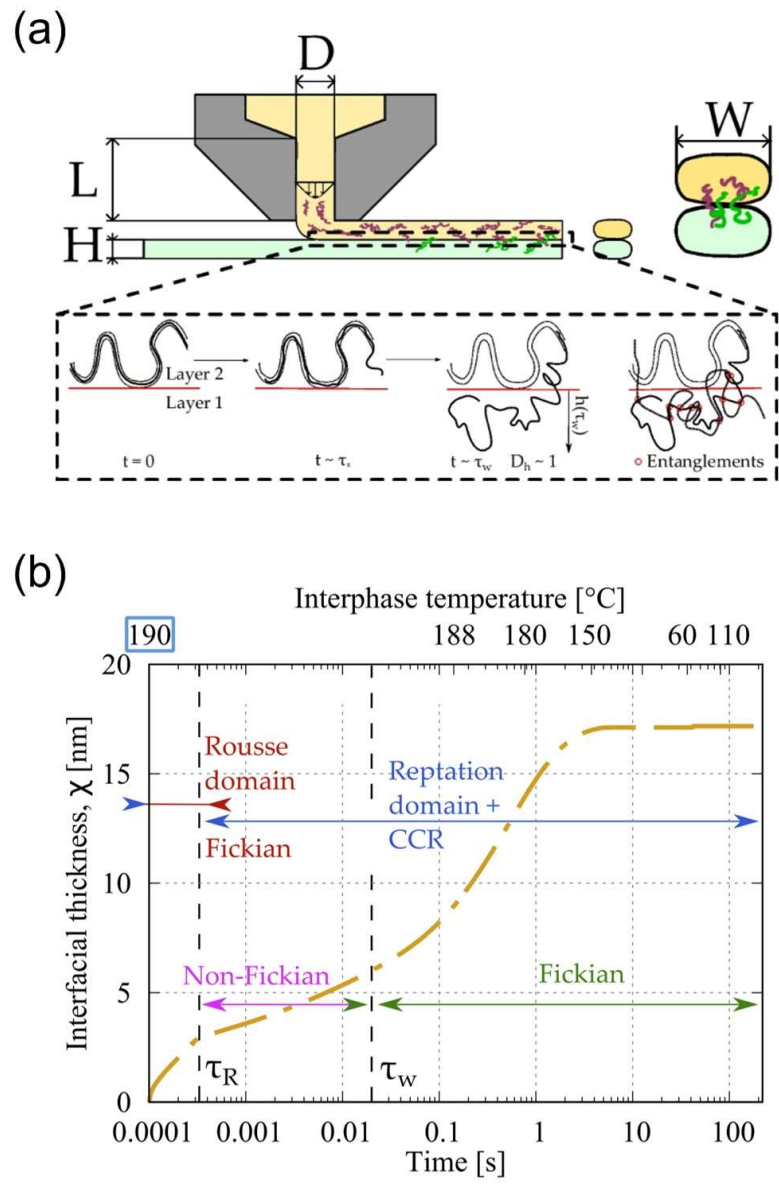 (a)
D
W
L
H
Layer 2
Layer 1
h(τw)
t = 0
t ~ τs
t ~ τw Dh ~ 1
Entanglements
(b)
Interphase temperature [°C]
190 188 180 150 60 110
20
15
10
5
0
Interfacial thickness, χ [nm]
Rousse
domain
Fickian
Reptation
domain +
CCR
Non-Fickian
Fickian
τR
τw
0.0001 0.001 0.01 0.1 1 10 100
Time [s]